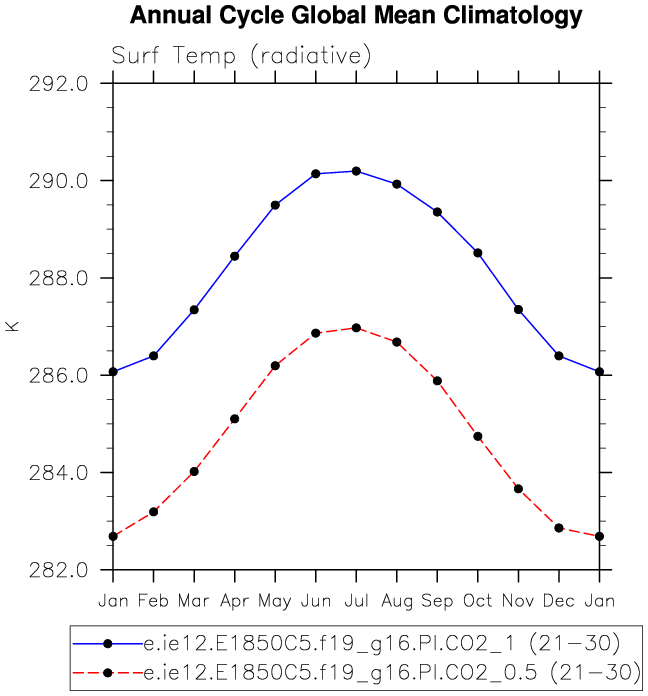 Annual Cycle Global Mean Climatology
Surf Temp (radiative)
292.0
290.0
288.0
K
286.0
284.0
282.0
Jan Feb Mar Apr May Jun Jul Aug Sep Oct Nov Dec Jan
e.ie12.E1850C5.f19_g16.PI.CO2_1 (21-30)
e.ie12.E1850C5.f19_g16.PI.CO2_0.5 (21-30)